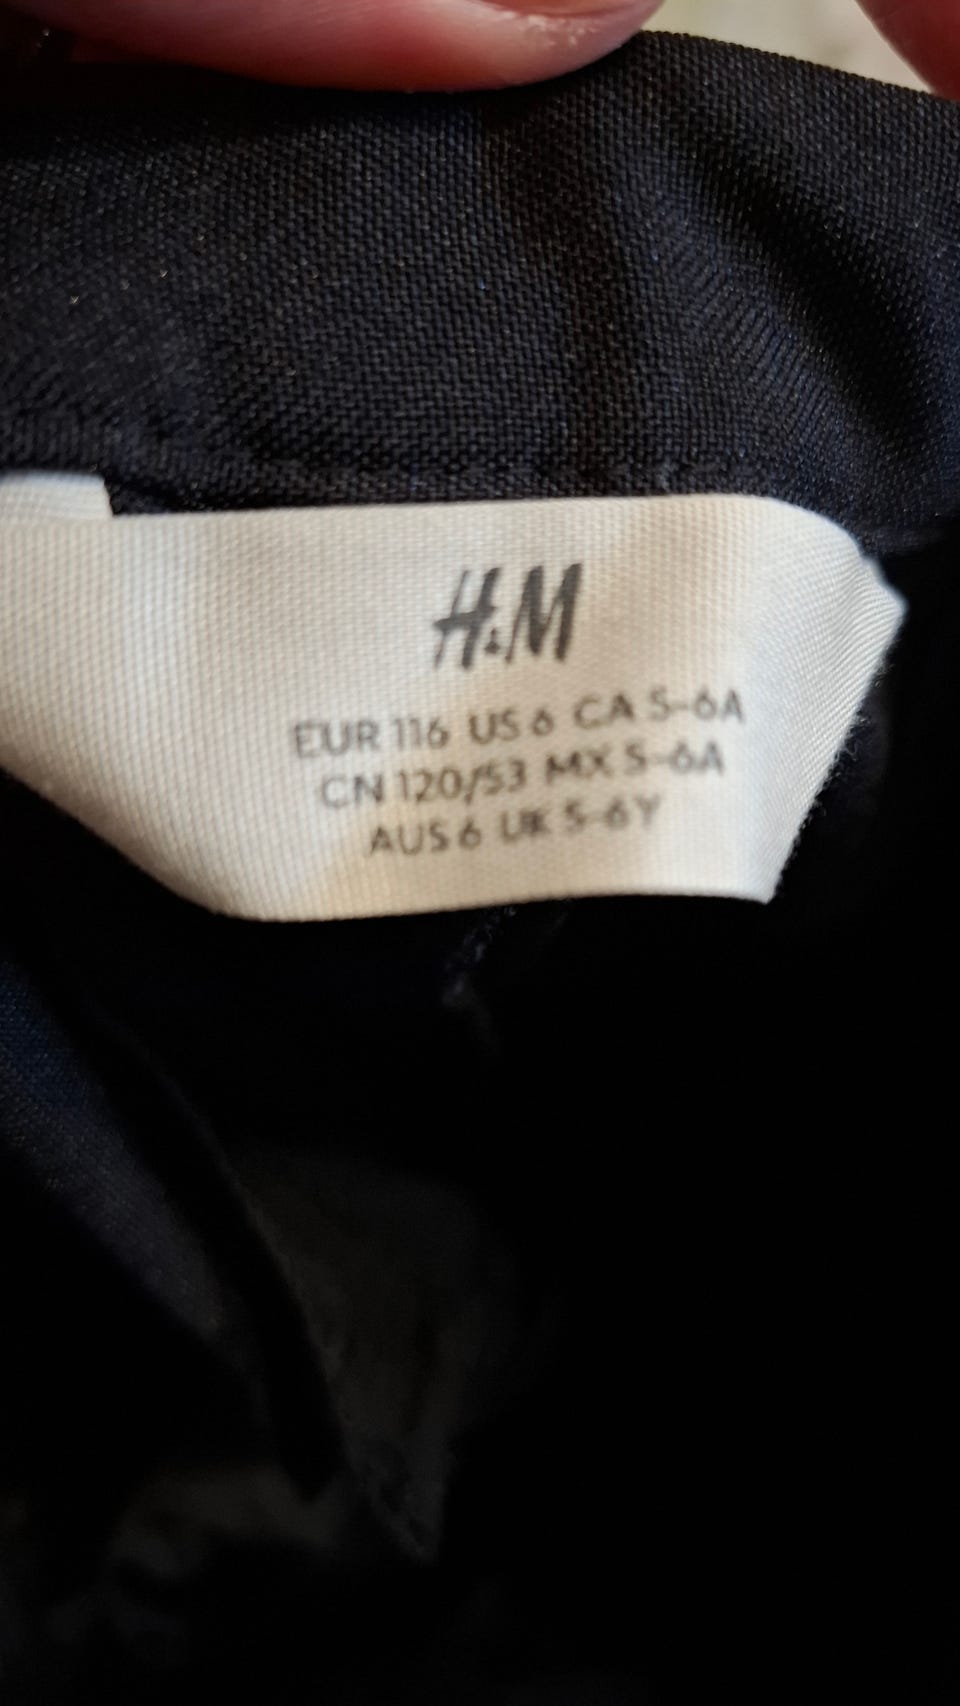 H&M
EUR 116 US 6 CA 5-6A
CN 120/53 MX 5-6A
AUS 6 UK 5-6Y